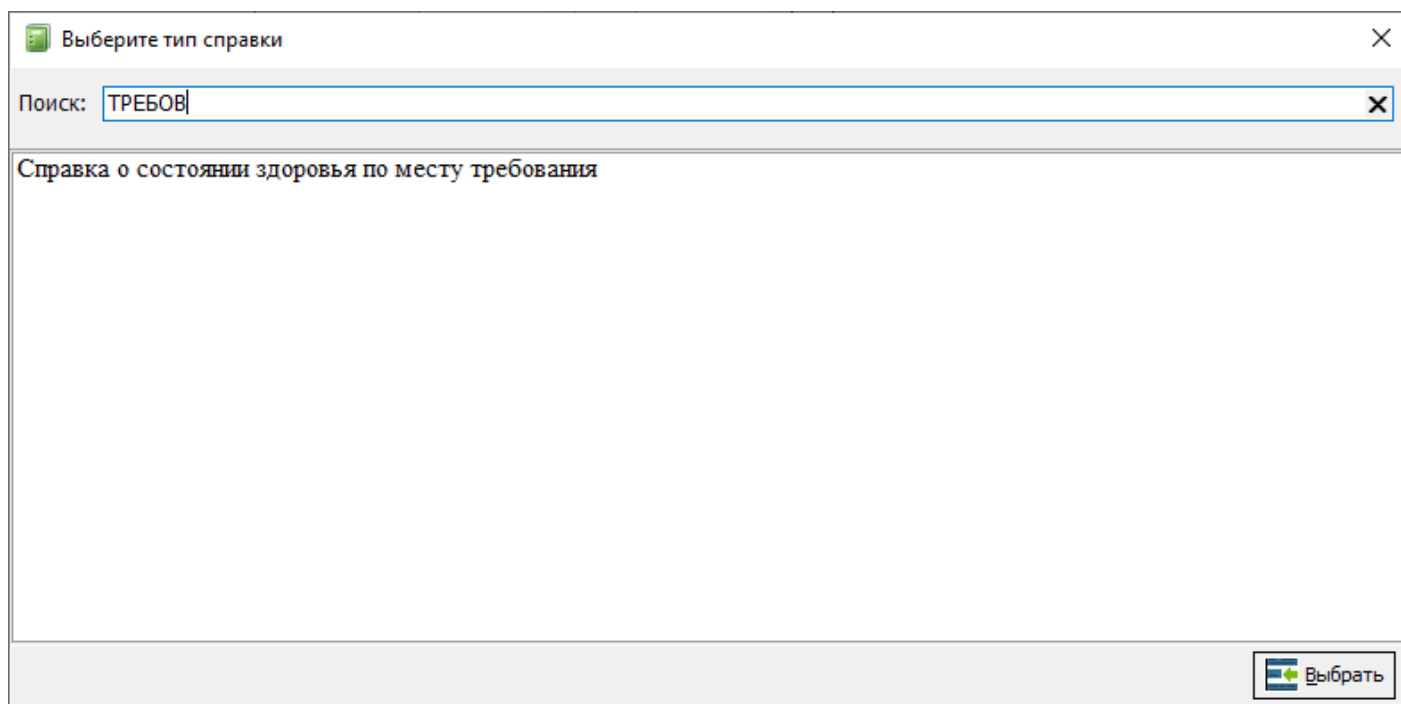 Выберите тип справки
Поиск: ТРЕБОВ
Справка о состоянии здоровья по месту требования
Выбрать